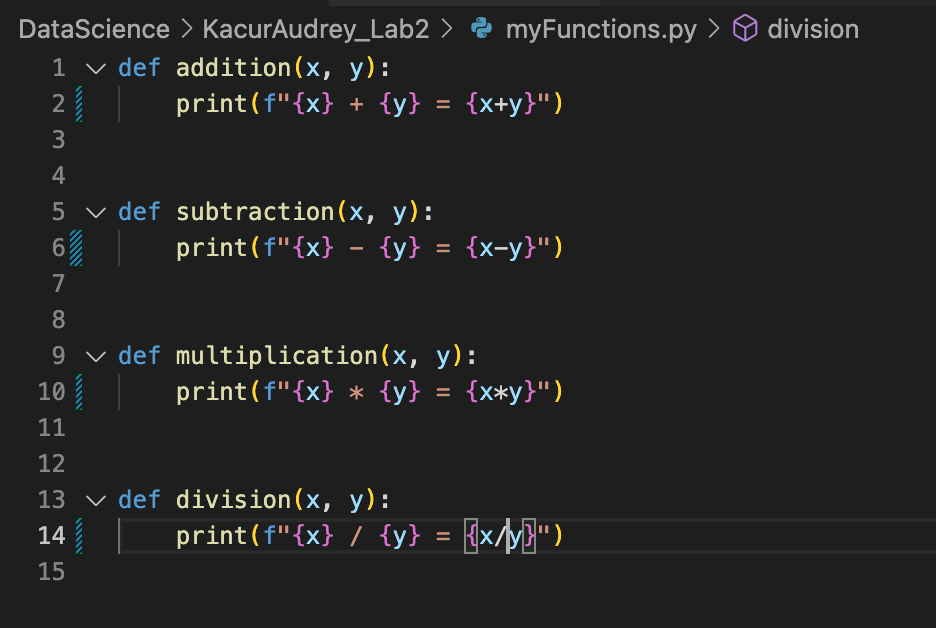 DataScience > KacurAudrey_Lab2 > myFunctions.py > division
1 def addition(x, y):
2     print(f"{x} + {y} = {x+y}")
3
4
5 def subtraction(x, y):
6     print(f"{x} - {y} = {x-y}")
7
8
9 def multiplication(x, y):
10     print(f"{x} * {y} = {x*y}")
11
12
13 def division(x, y):
14     print(f"{x} / {y} = {x/y}")
15